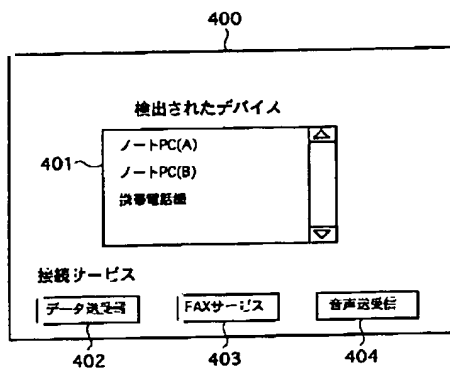 400
検出されたデバイス
401
ノートPC(A)
ノートPC(B)
携帯電話機
接続サービス
データ送受信
FAXサービス
音声送受信
402
403
404